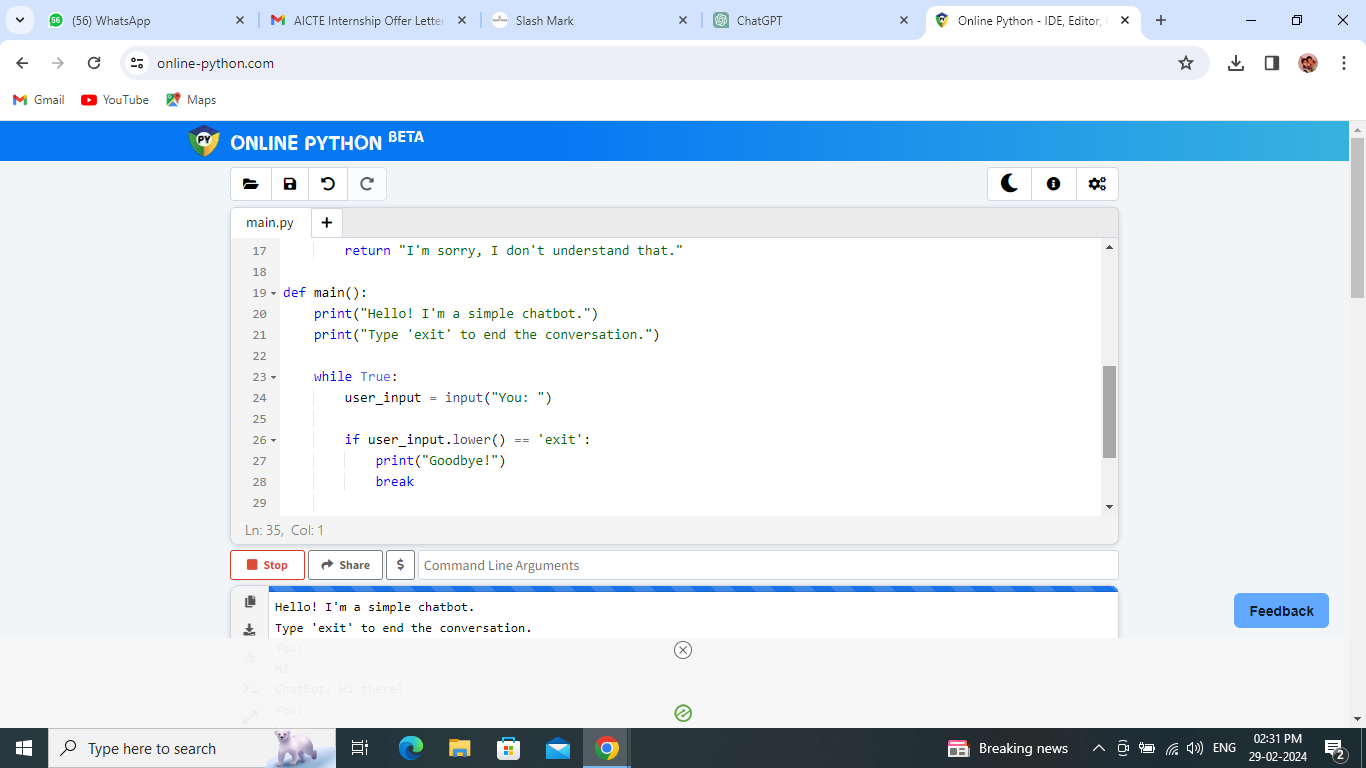 56 (56) WhatsApp
AICTE Internship Offer Letter
Slash Mark
ChatGPT
Online Python - IDE, Editor,
online-python.com
Gmail
YouTube
Maps
PY ONLINE PYTHON BETA
main.py +
17 return "I'm sorry, I don't understand that."
18
19 def main():
20 print("Hello! I'm a simple chatbot.")
21 print("Type 'exit' to end the conversation.")
22
23 while True:
24 user_input = input("You: ")
25
26 if user_input.lower() == 'exit':
27 print("Goodbye!")
28 break
29
Ln: 35, Col: 1
Stop
Share
$
Command Line Arguments
Hello! I'm a simple chatbot.
Type 'exit' to end the conversation.
You:
HI
ChatBot: Hi there!
You:
Feedback
Type here to search
Breaking news
ENG
02:31 PM
29-02-2024
2